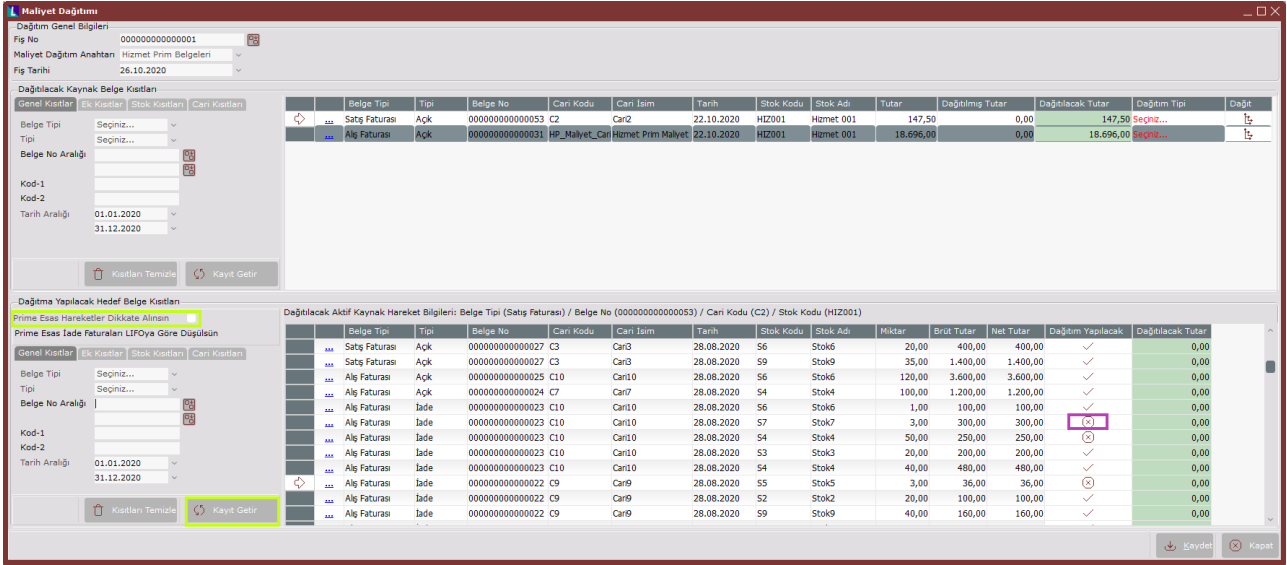 Maliyet Dağıtımı
Dağıtım Genel Bilgileri
Fiş No 000000000000001
Maliyet Dağıtım Anahtarı Hizmet Prim Belgeleri
Fiş Tarihi 26.10.2020
Dağıtılacak Kaynak Belge Kısıtları
Genel Kısıtlar Ek Kısıtlar Stok Kısıtları Cari Kısıtları
Belge Tipi Seçiniz...
Tipi Seçiniz...
Belge No Aralığı
Kod-1
Kod-2
Tarih Aralığı 01.01.2020
31.12.2020
Kısıtları Temizle Kayıt Getir
Belge Tipi Tipi Belge No Cari Kodu Cari İsim Tarih Stok Kodu Stok Adı Tutar Dağıtılmış Tutar Dağıtılacak Tutar Dağıtım Tipi Dağıt
... Satış Faturası Açık 000000000000053 C2 Cari2 22.10.2020 HIZ001 Hizmet 001 147,50 0,00 147,50 Seçiniz...
... Alış Faturası Açık 000000000000031 HP_Maliyet_Cari Hizmet Prim Maliyet 22.10.2020 HIZ001 Hizmet 001 18.696,00 0,00 18.696,00 Seçiniz...
Dağıtma Yapılacak Hedef Belge Kısıtları
Prime Esas Hareketler Dikkate Alınsın
Prime Esas İade Faturaları LIFOya Göre Düşülsün
Genel Kısıtlar Ek Kısıtlar Stok Kısıtları Cari Kısıtları
Belge Tipi Seçiniz...
Tipi Seçiniz...
Belge No Aralığı
Kod-1
Kod-2
Tarih Aralığı 01.01.2020
31.12.2020
Kısıtları Temizle Kayıt Getir
Dağıtılacak Aktif Kaynak Hareket Bilgileri: Belge Tipi (Satış Faturası) / Belge No (000000000000053) / Cari Kodu (C2) / Stok Kodu (HIZ001)
Belge Tipi Tipi Belge No Cari Kodu Cari İsim Tarih Stok Kodu Stok Adı Miktar Brüt Tutar Net Tutar Dağıtım Yapılacak Dağıtılacak Tutar
... Satış Faturası Açık 000000000000027 C3 Cari3 28.08.2020 S6 Stok6 20,00 400,00 400,00 0,00
... Satış Faturası Açık 000000000000027 C3 Cari3 28.08.2020 S9 Stok9 35,00 1.400,00 1.400,00 0,00
... Alış Faturası Açık 000000000000025 C10 Cari10 28.08.2020 S6 Stok6 120,00 3.600,00 3.600,00 0,00
... Alış Faturası Açık 000000000000024 C7 Cari7 28.08.2020 S4 Stok4 100,00 1.200,00 1.200,00 0,00
... Alış Faturası İade 000000000000023 C10 Cari10 28.08.2020 S6 Stok6 1,00 100,00 100,00 0,00
... Alış Faturası İade 000000000000023 C10 Cari10 28.08.2020 S7 Stok7 3,00 300,00 300,00 0,00
... Alış Faturası İade 000000000000023 C10 Cari10 28.08.2020 S4 Stok4 50,00 250,00 250,00 0,00
... Alış Faturası İade 000000000000023 C10 Cari10 28.08.2020 S3 Stok3 20,00 200,00 200,00 0,00
... Alış Faturası İade 000000000000023 C10 Cari10 28.08.2020 S4 Stok4 40,00 480,00 480,00 0,00
... Alış Faturası İade 000000000000022 C9 Cari9 28.08.2020 S5 Stok5 3,00 36,00 36,00 0,00
... Alış Faturası İade 000000000000022 C9 Cari9 28.08.2020 S2 Stok2 20,00 100,00 100,00 0,00
... Alış Faturası İade 000000000000022 C9 Cari9 28.08.2020 S9 Stok9 40,00 160,00 160,00 0,00
Kaydet Kapat